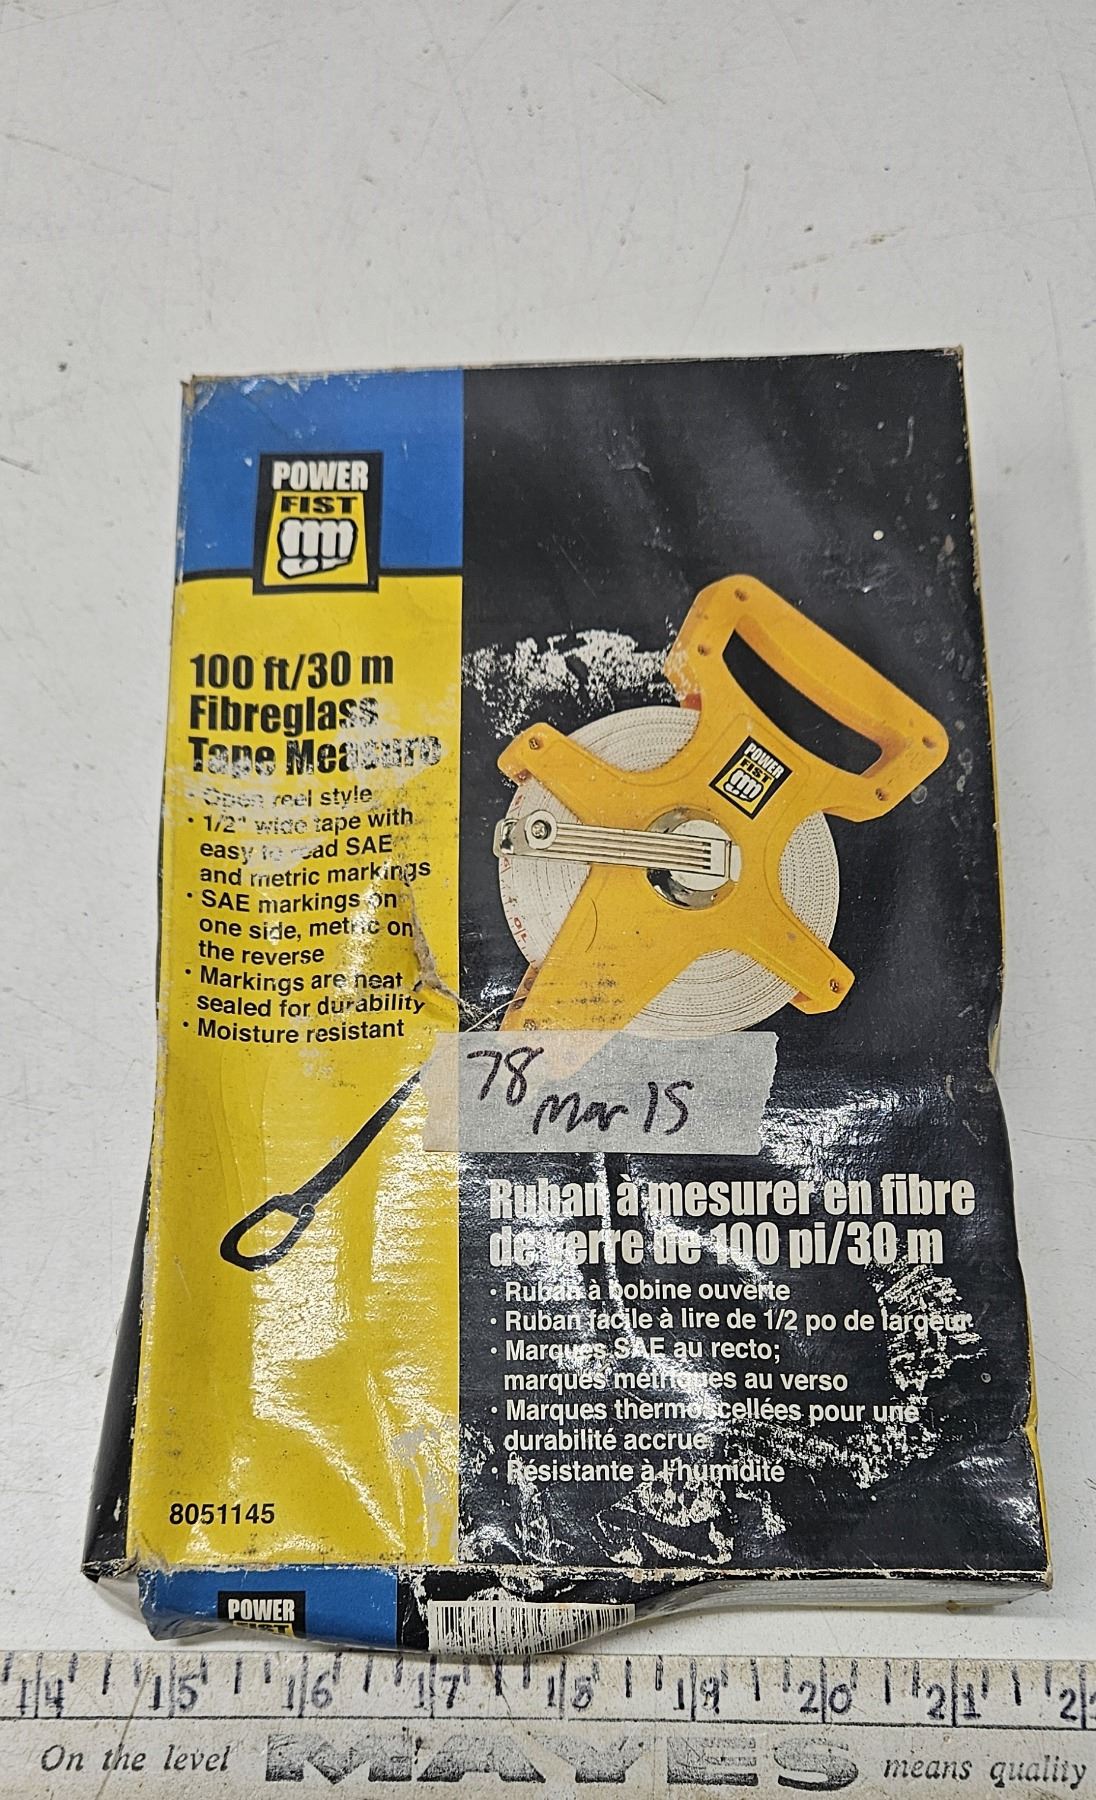 POWER
FIST
100 ft/30 m
Fibreglass
Tape Measure
• Open reel style
• 1/2" wide tape with
easy to read SAE
and metric markings
• SAE markings on
one side, metric on
the reverse
• Markings are heat
sealed for durability
• Moisture resistant
POWER
FIST
78
Mar 15
Ruban à mesurer en fibre
de verre de 100 pi/30 m
• Ruban à bobine ouverte
• Ruban facile à lire de 1/2 po de largeur
• Marques SAE au recto;
marques métriques au verso
• Marques thermoscellées pour une
durabilité accrue
• Résistante à l'humidité
8051145
POWER
FIST
14 15 16 17 18 19 20 21
On the level MAYES means quality